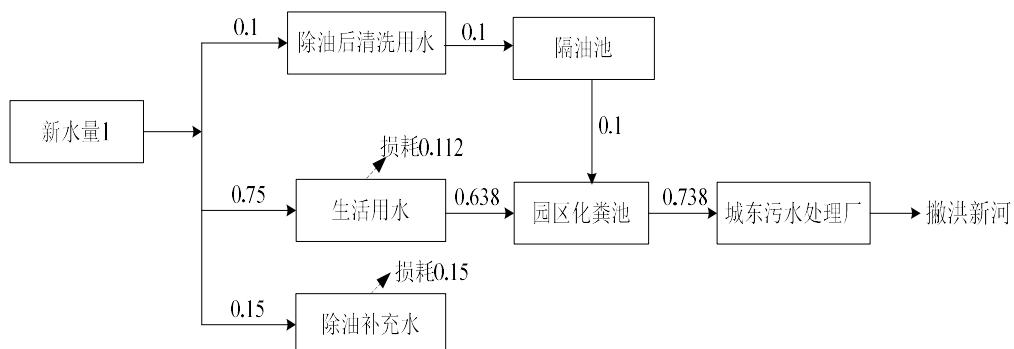 0.1
除油后清洗用水
0.1
隔油池
新水量1
0.1
损耗0.112
0.75
生活用水
0.638
园区化粪池
0.738
城东污水处理厂
撇洪新河
损耗0.15
0.15
除油补充水